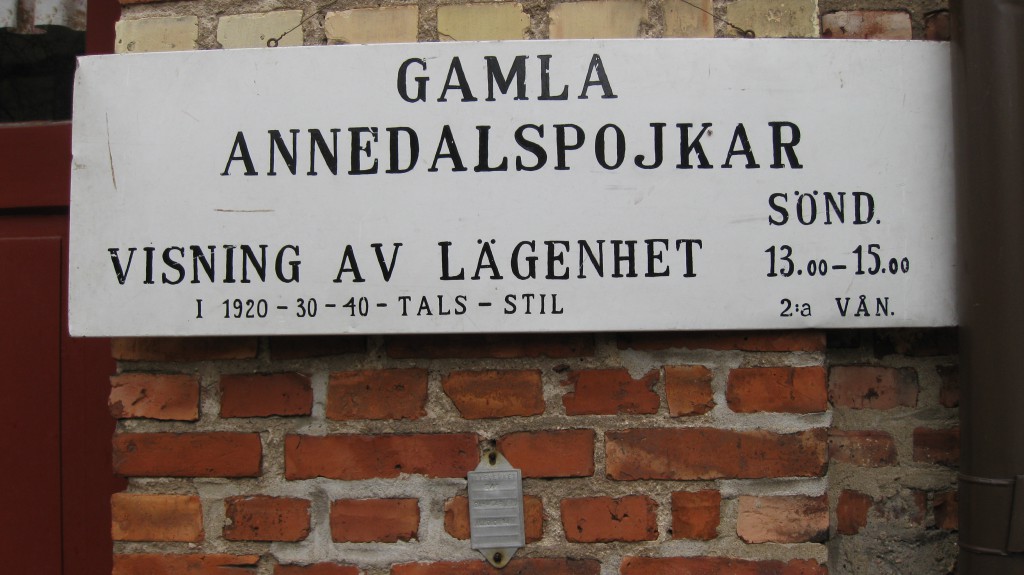 GAMLA
ANNEDALSPOJKAR
SÖND.
VISNING AV LÄGENHET 13.00-15.00
I 1920-30-40-TALS-STIL 2:a VÅN.